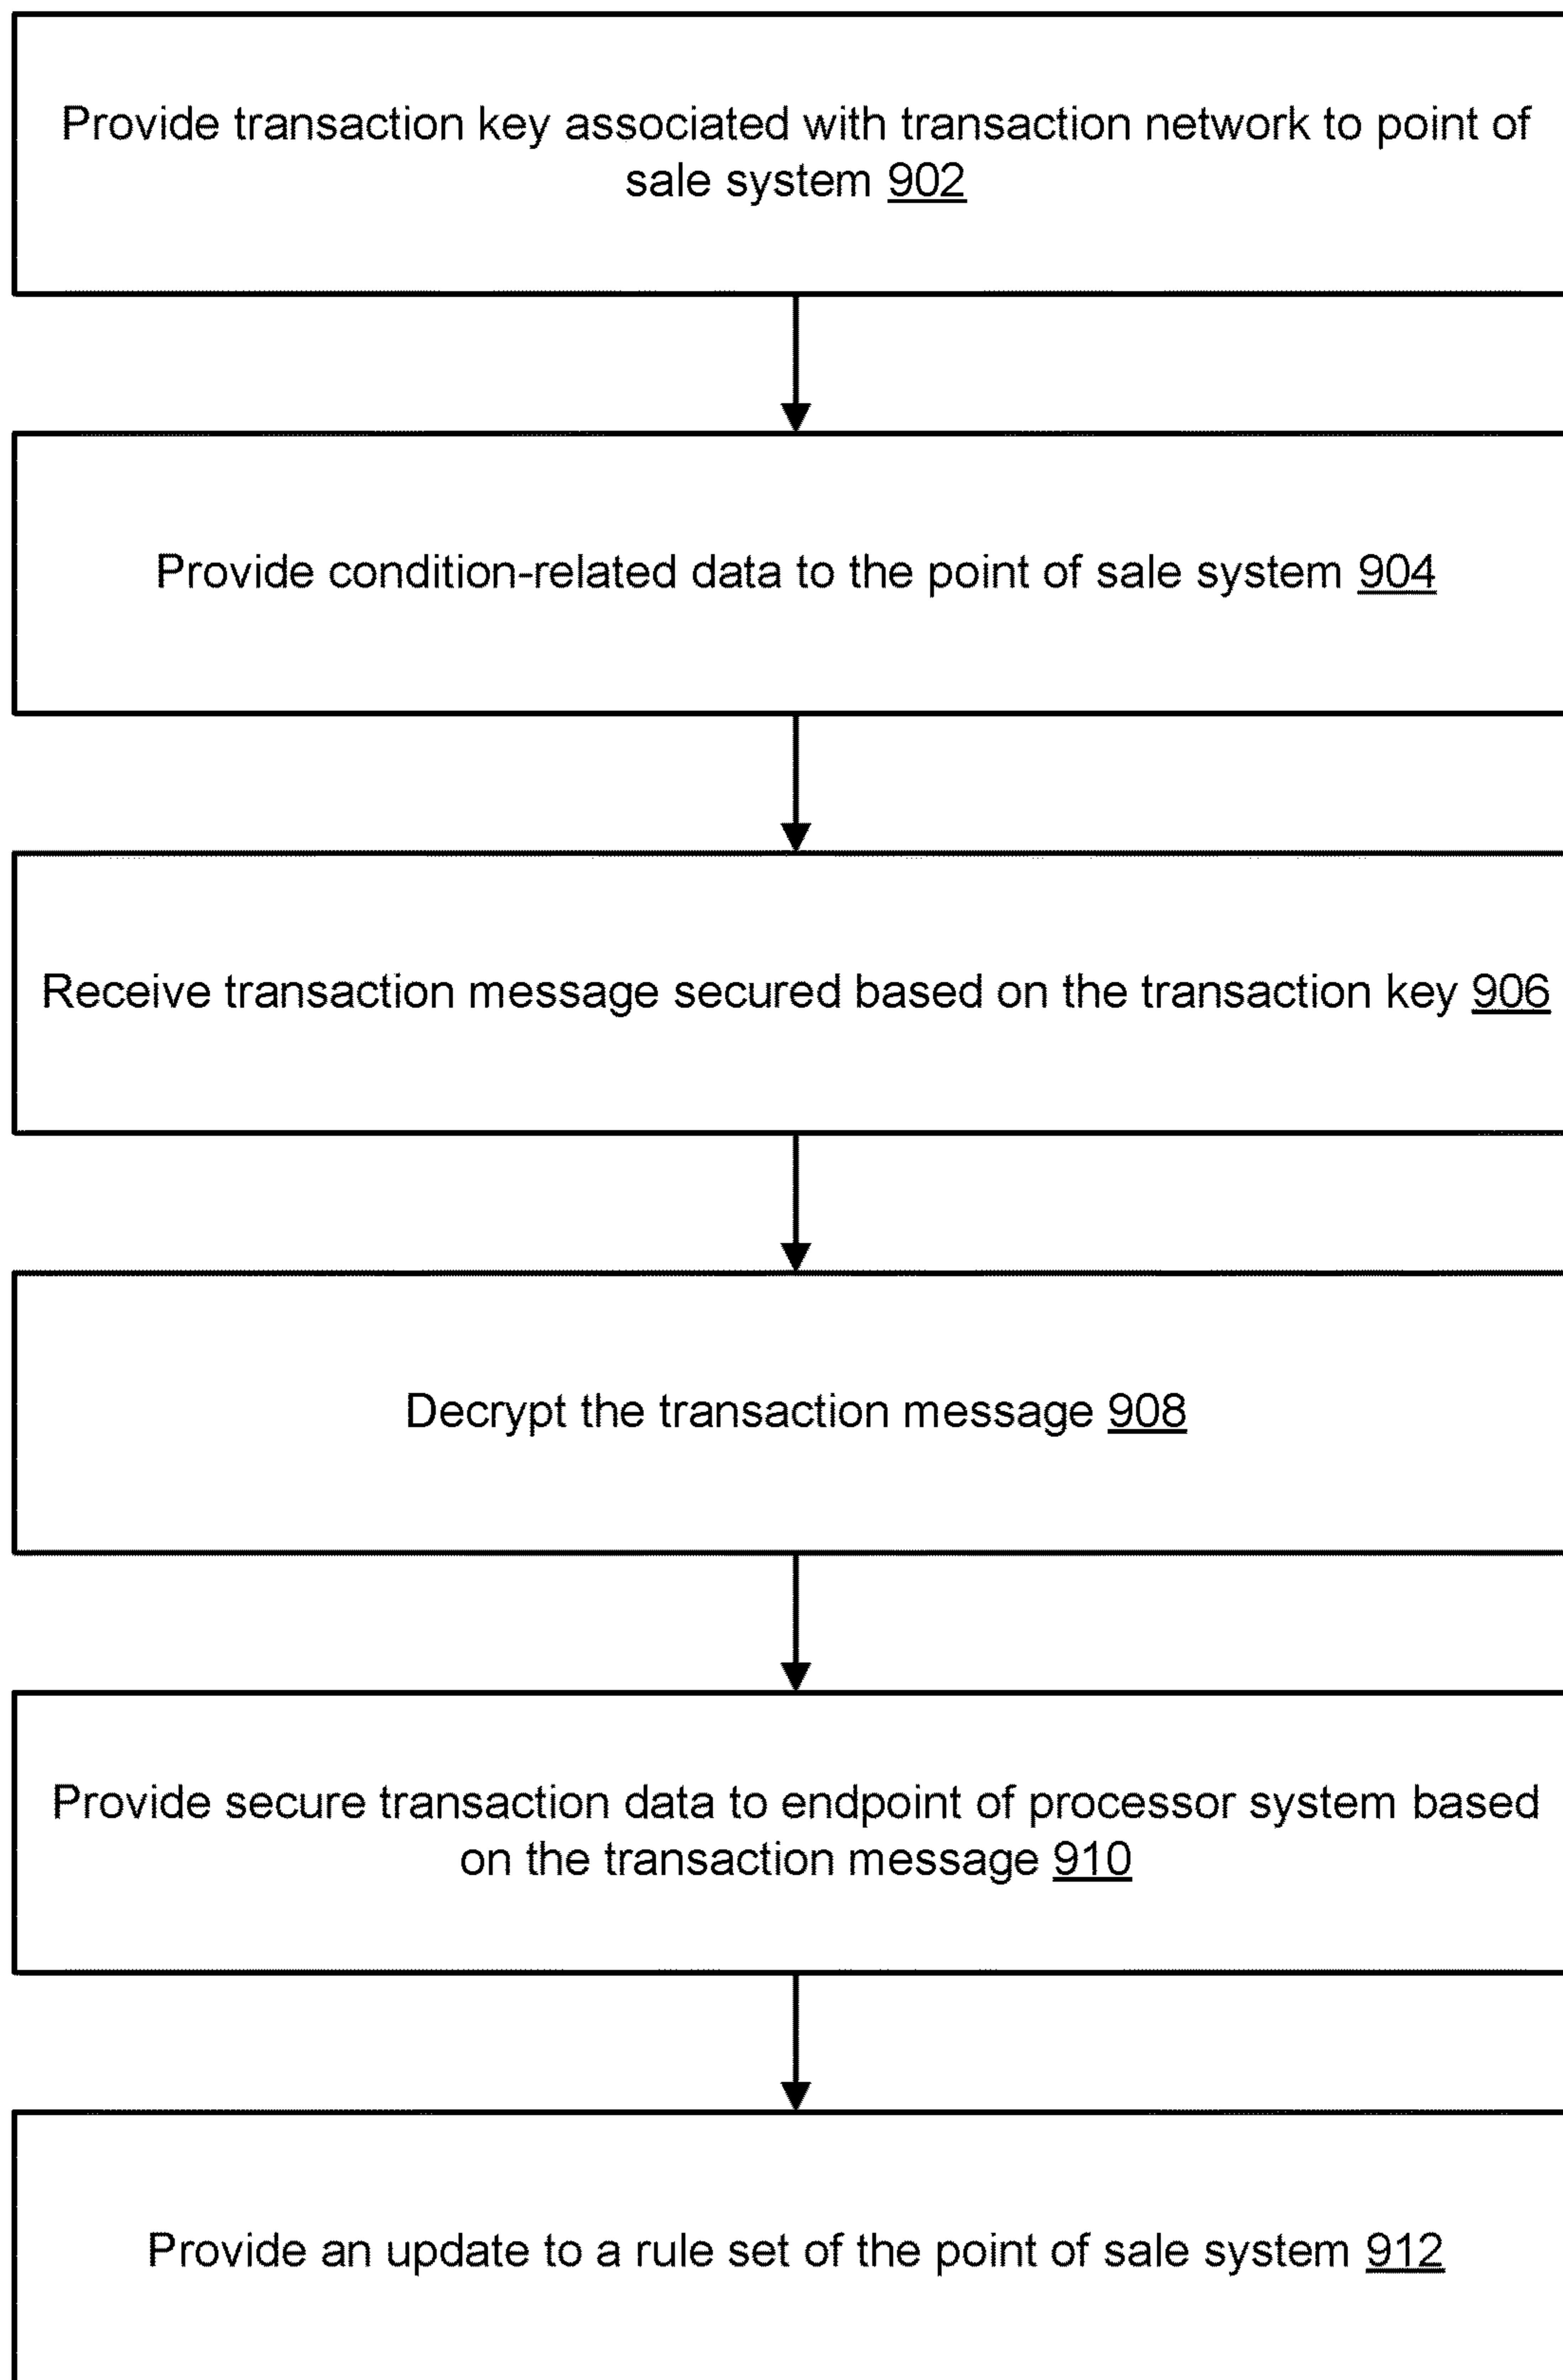 Provide transaction key associated with transaction network to point of
sale system 902
Provide condition-related data to the point of sale system 904
Receive transaction message secured based on the transaction key 906
Decrypt the transaction message 908
Provide secure transaction data to endpoint of processor system based
on the transaction message 910
Provide an update to a rule set of the point of sale system 912